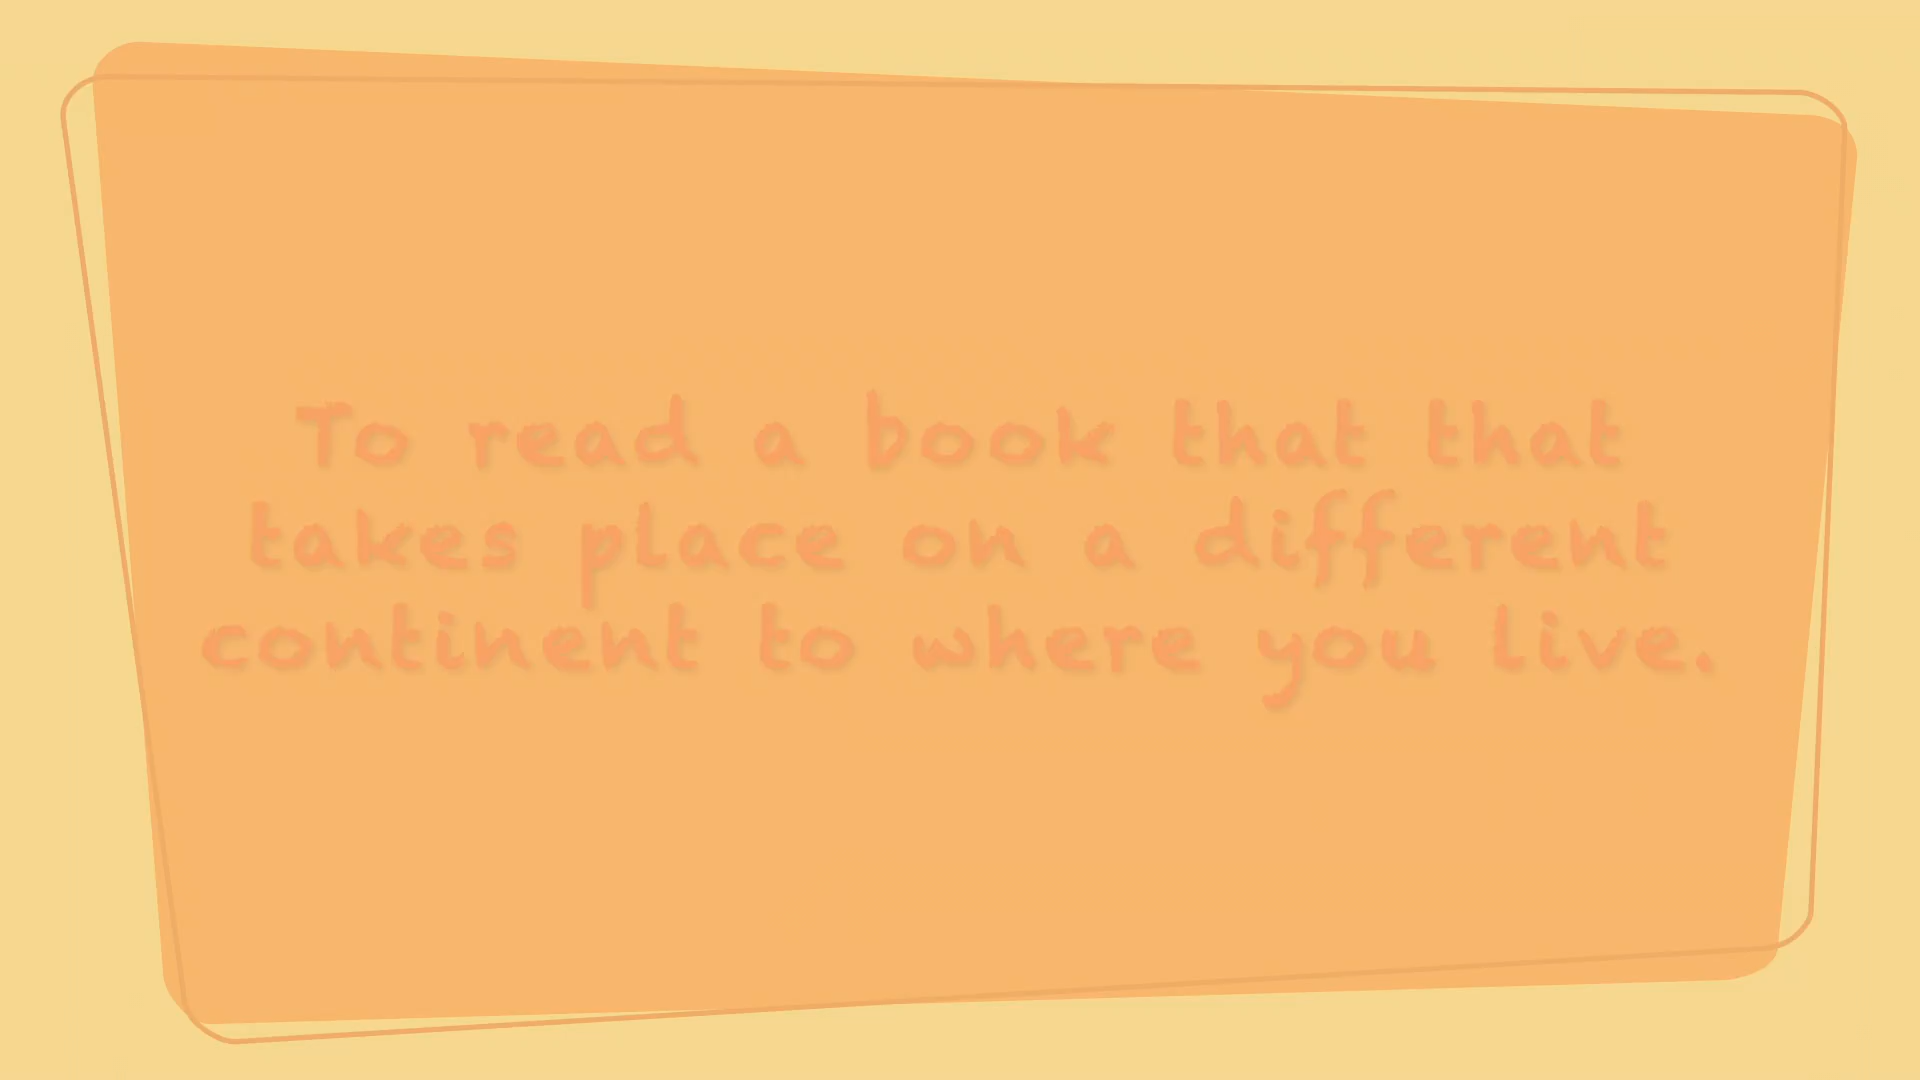 To read a book that that
takes place on a different
continent to where you live.